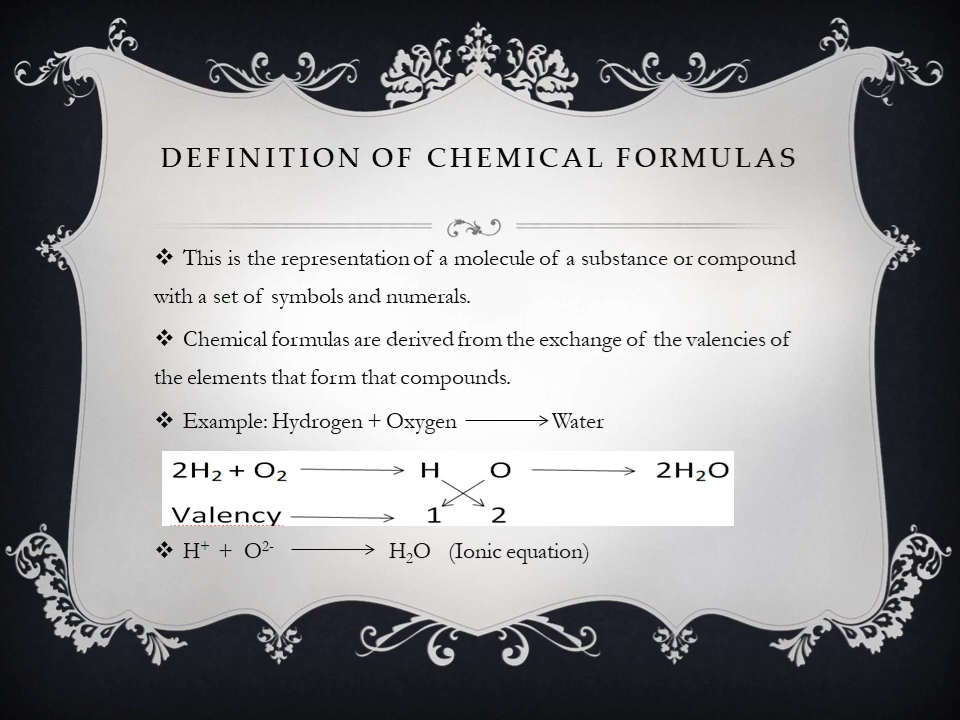 DEFINITION OF CHEMICAL FORMULAS
❖ This is the representation of a molecule of a substance or compound
with a set of symbols and numerals.
❖ Chemical formulas are derived from the exchange of the valencies of
the elements that form that compounds.
❖ Example: Hydrogen + Oxygen ⟶ Water
2H₂ + O₂ ⟶ H O ⟶ 2H₂O
Valency ⟶ 1 2
❖ H⁺ + O²⁻ ⟶ H₂O (Ionic equation)